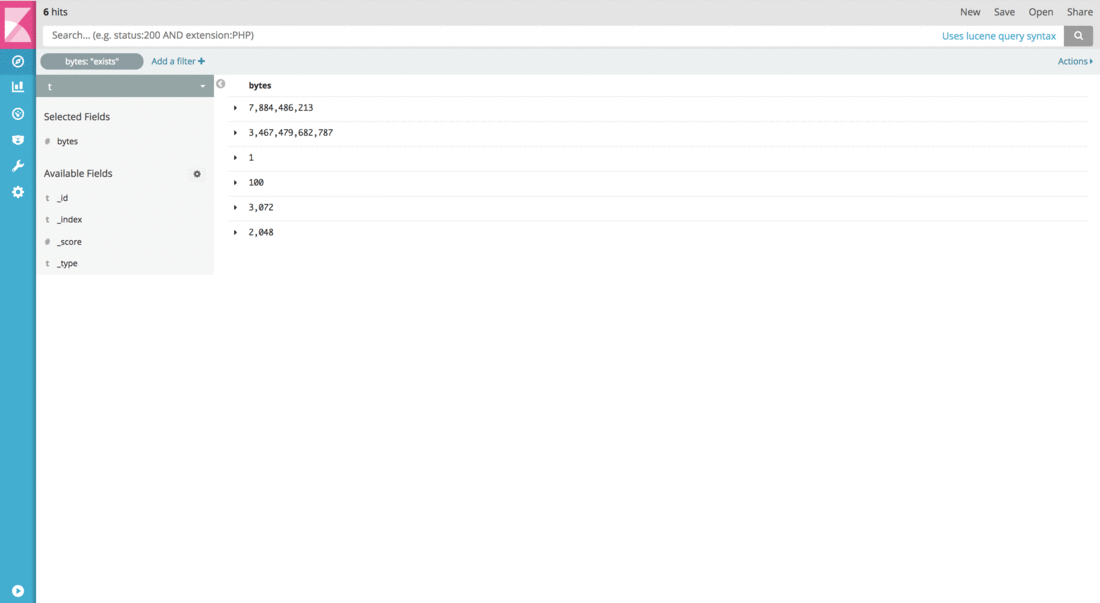 6 hits
New Save Open Share
Search... (e.g. status:200 AND extension:PHP)
Uses lucene query syntax
bytes: "exists"
Add a filter +
Actions
t
Selected Fields
# bytes
Available Fields
t _id
t _index
# _score
t _type
bytes
7,884,486,213
3,467,479,682,787
1
100
3,072
2,048